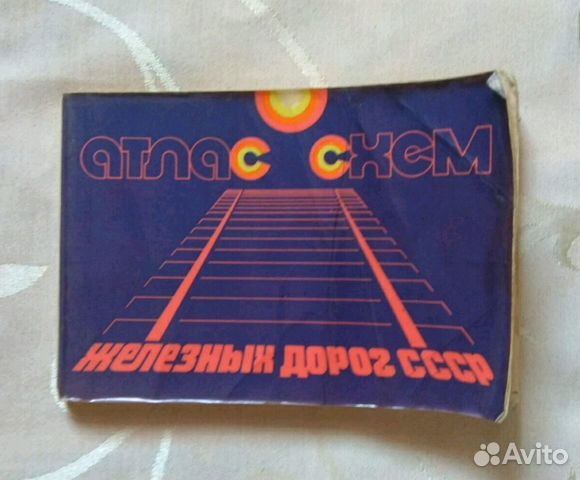 атлас схем
железных дорог СССР
Avito